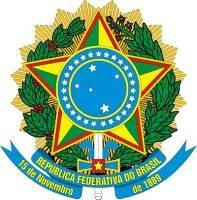 REPÚBLICA FEDERATIVA DO BRASIL
15 de Novembro
de 1889